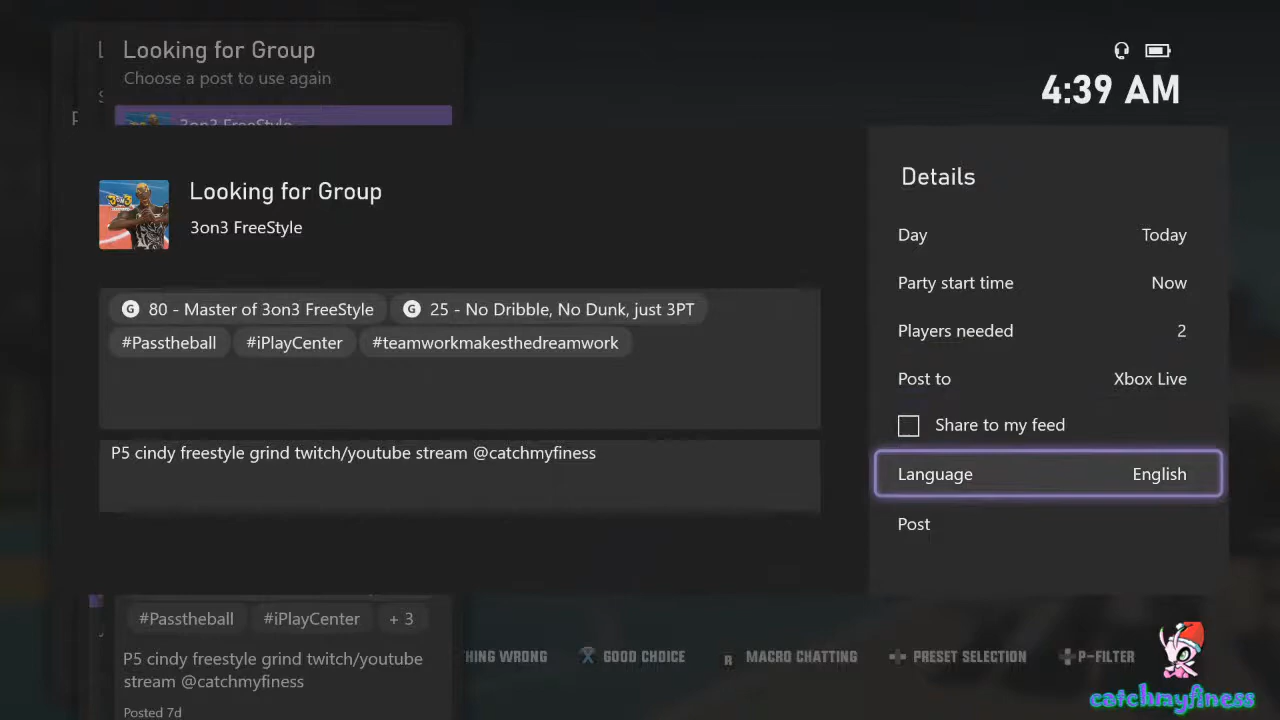 Looking for Group
Choose a post to use again
3on3 FreeStyle
4:39 AM
Looking for Group
3on3 FreeStyle
G 80 - Master of 3on3 FreeStyle G 25 - No Dribble, No Dunk, just 3PT
#Passtheball #iPlayCenter #teamworkmakesthedreamwork
P5 cindy freestyle grind twitch/youtube stream @catchmyfiness
Details
Day Today
Party start time Now
Players needed 2
Post to Xbox Live
Share to my feed
Language English
Post
#Passtheball #iPlayCenter + 3
P5 cindy freestyle grind twitch/youtube
stream @catchmyfiness
Posted 7d
HING WRONG X GOOD CHOICE R MACRO CHATTING PRESET SELECTION P-FILTER
catchmyfiness